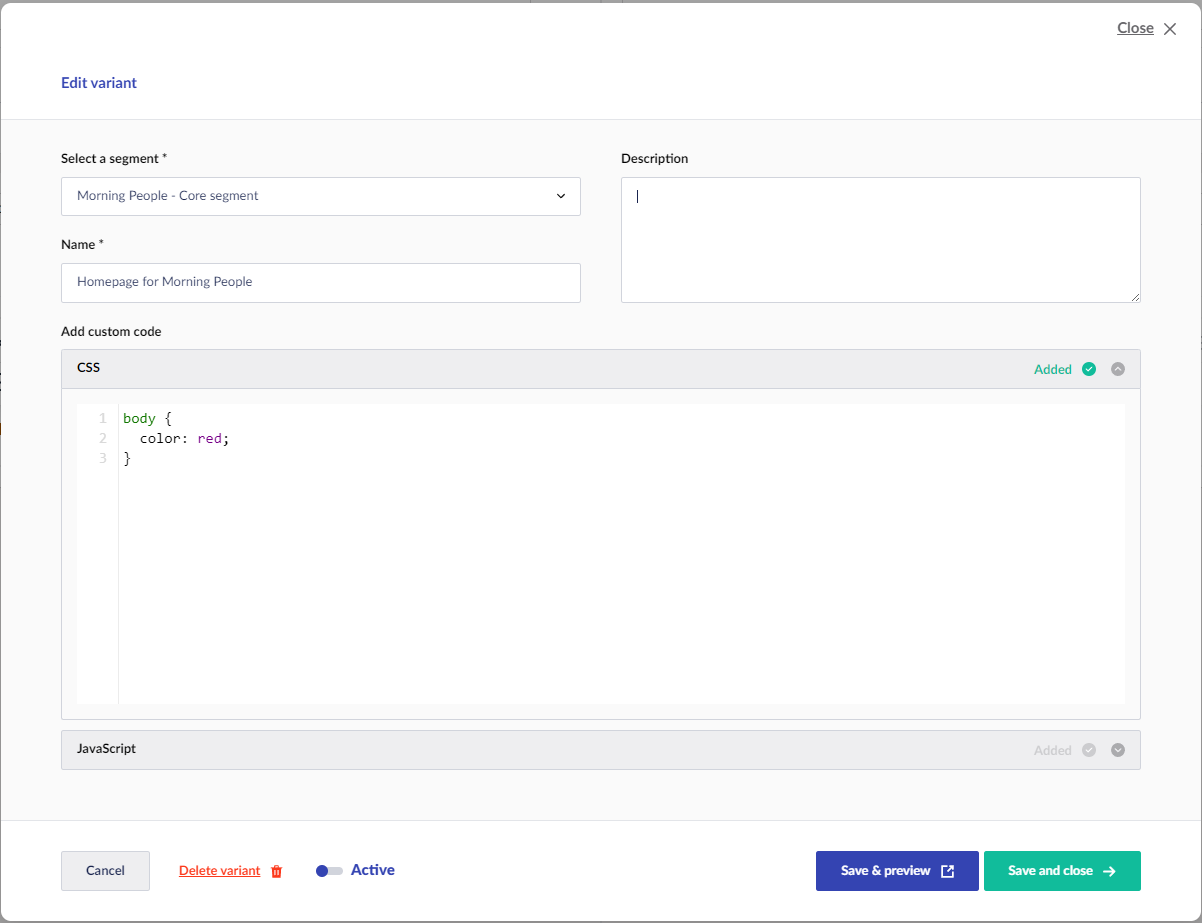 Close
Edit variant
Select a segment *
Morning People - Core segment
Description
Name *
Homepage for Morning People
Add custom code
CSS
Added
1 body {
2   color: red;
3 }
JavaScript
Added
Cancel
Delete variant
Active
Save & preview
Save and close